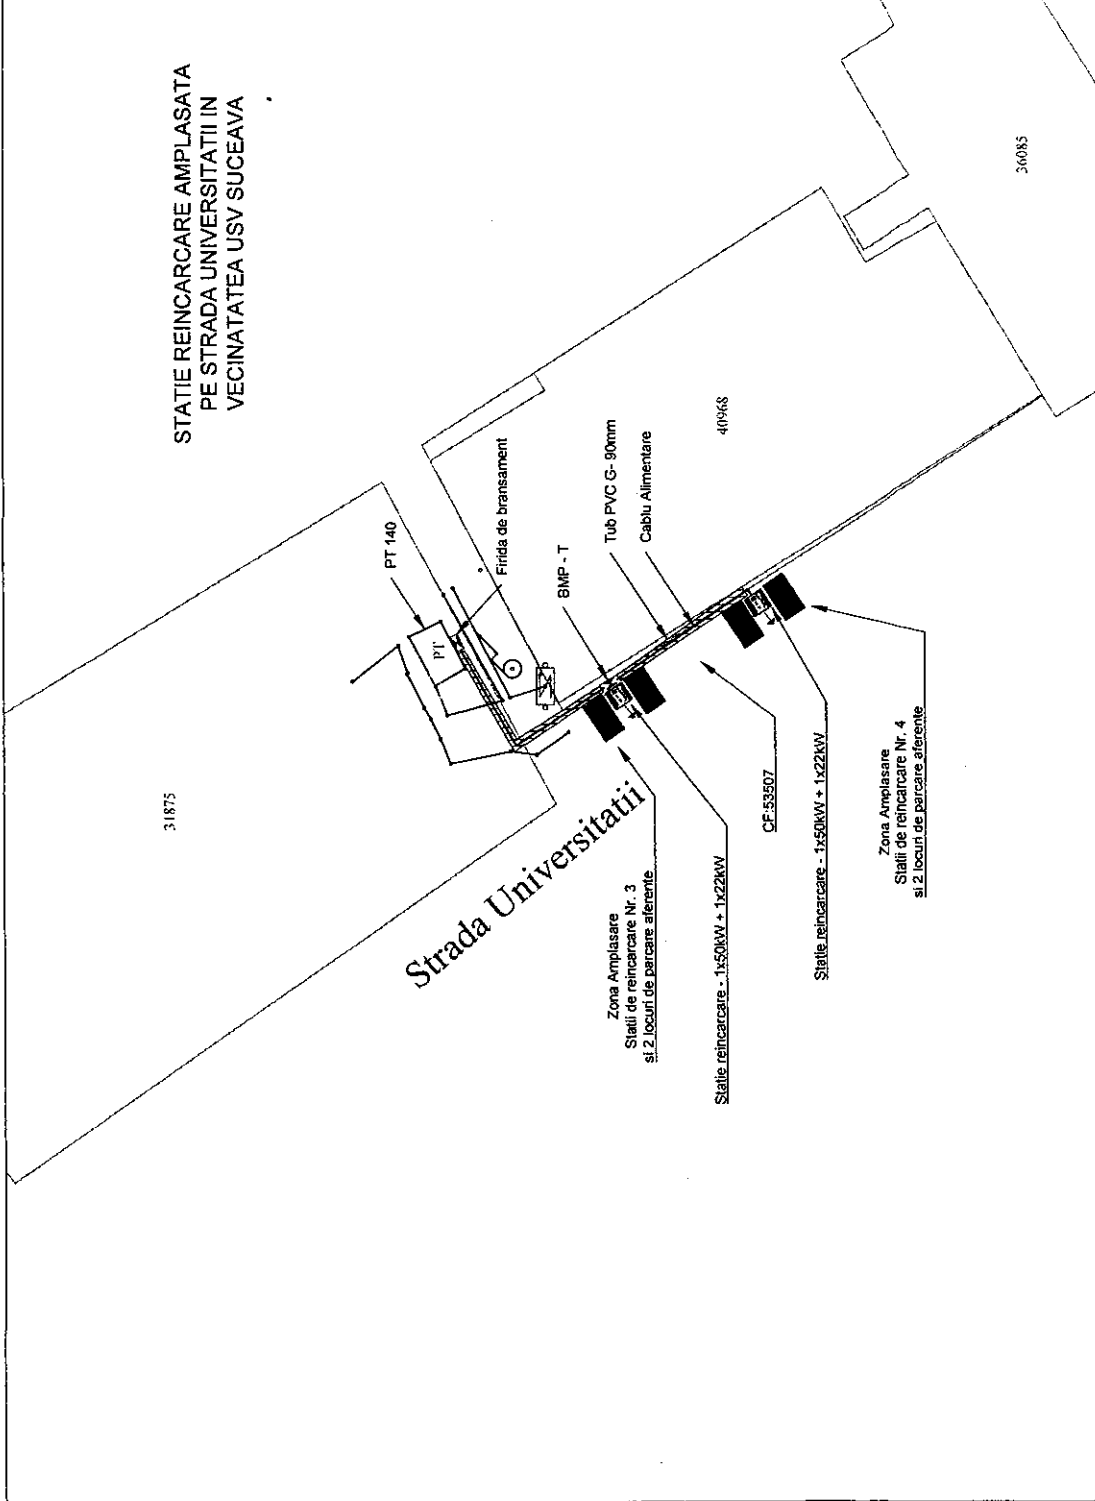 STATIE REINCARCARE AMPLASATA
PE STRADA UNIVERSITATII IN
VECINATATEA USV SUCEAVA
31875
PT 140
PT
Firida de bransament
BMP - T
Tub PVC G- 90mm
Cablu Alimentare
40968
36085
Strada Universitatii
Zona Amplasare
Statii de reincarcare Nr. 3
si 2 locuri de parcare aferente
Statie reincarcare - 1x50kW + 1x22kW
CF:53507
Statie reincarcare - 1x50kW + 1x22kW
Zona Amplasare
Statii de reincarcare Nr. 4
si 2 locuri de parcare aferente